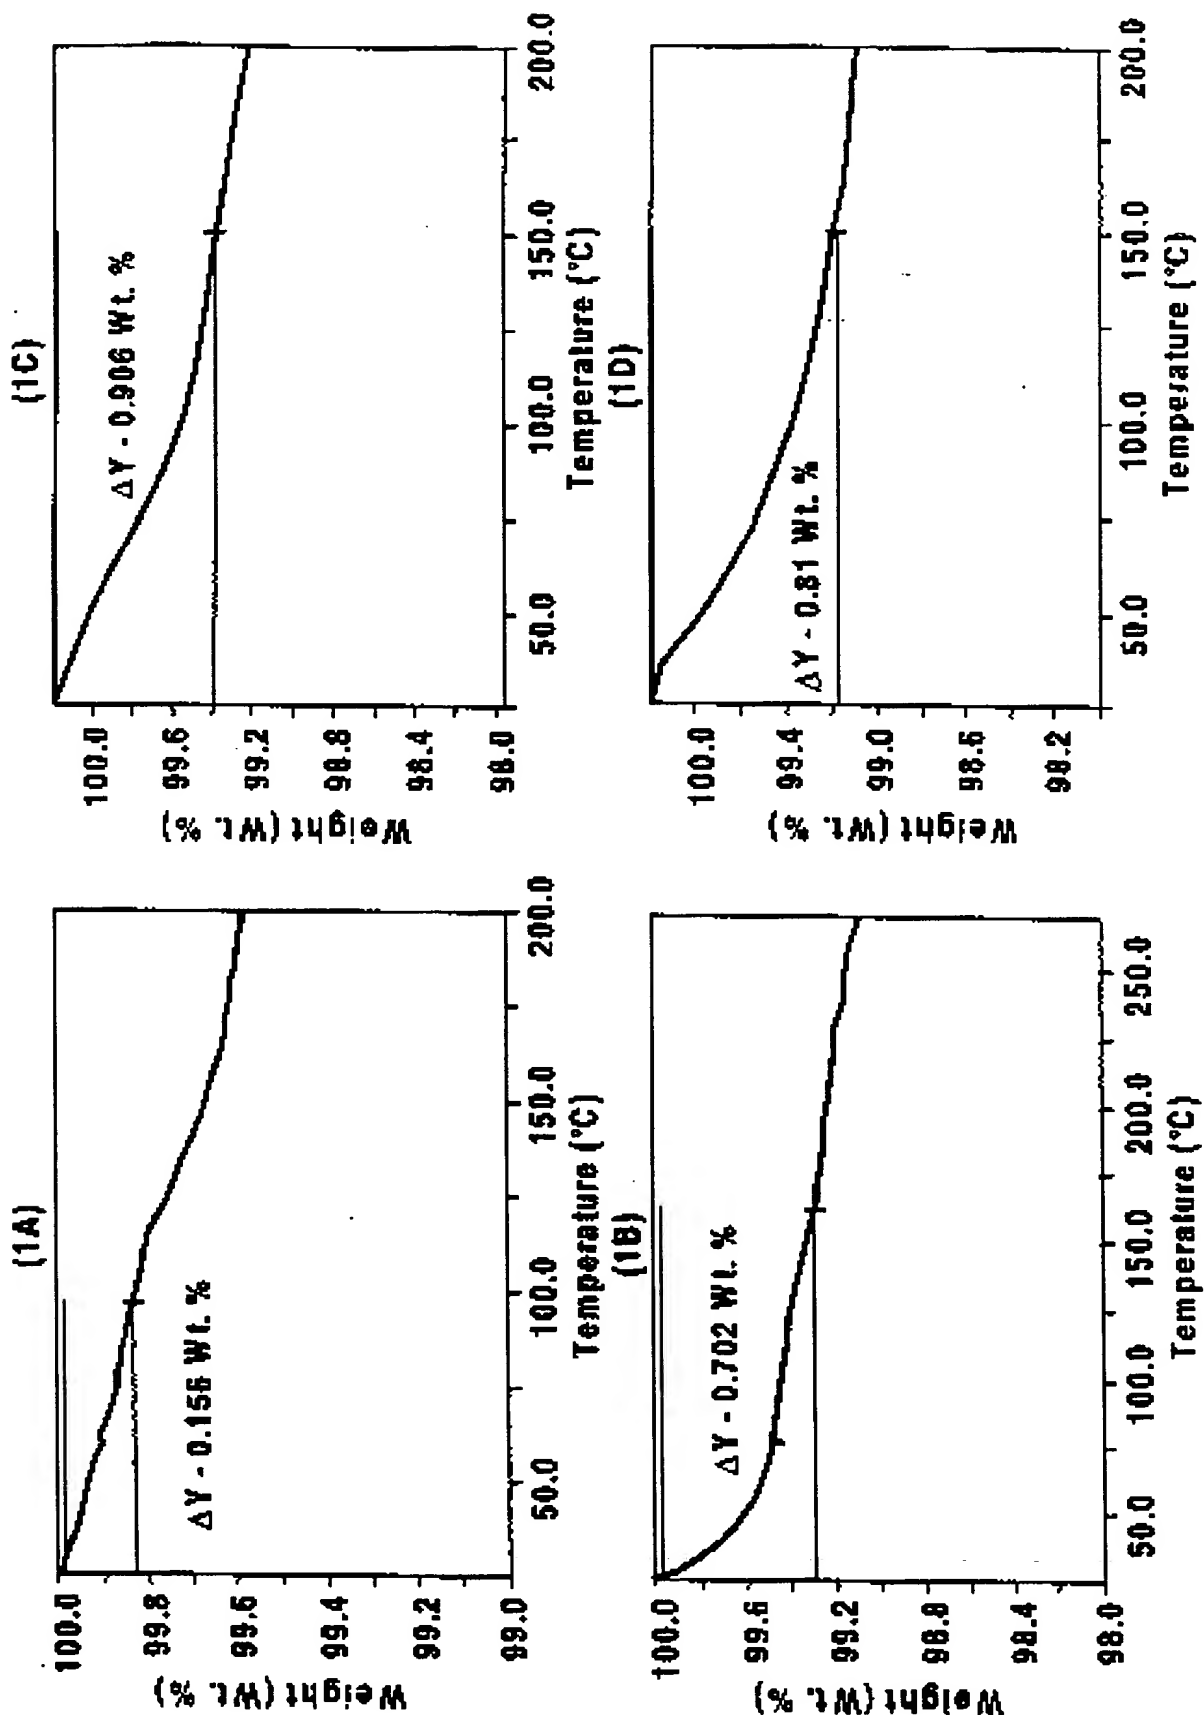 (1A)
Weight (Wt. %)
100.0
99.8
99.6
99.4
99.2
99.0
ΔY - 0.156 Wt. %
50.0 100.0 150.0 200.0
Temperature (°C)
(1C)
Weight (Wt. %)
100.0
99.6
99.2
98.8
98.4
98.0
ΔY - 0.906 Wt. %
50.0 100.0 150.0 200.0
Temperature (°C)
(1B)
Weight (Wt. %)
100.0
99.6
99.2
98.8
98.4
98.0
ΔY - 0.702 Wt. %
50.0 100.0 150.0 200.0 250.0
Temperature (°C)
(1D)
Weight (Wt. %)
100.0
99.4
99.0
98.6
98.2
ΔY - 0.81 Wt. %
50.0 100.0 150.0 200.0
Temperature (°C)